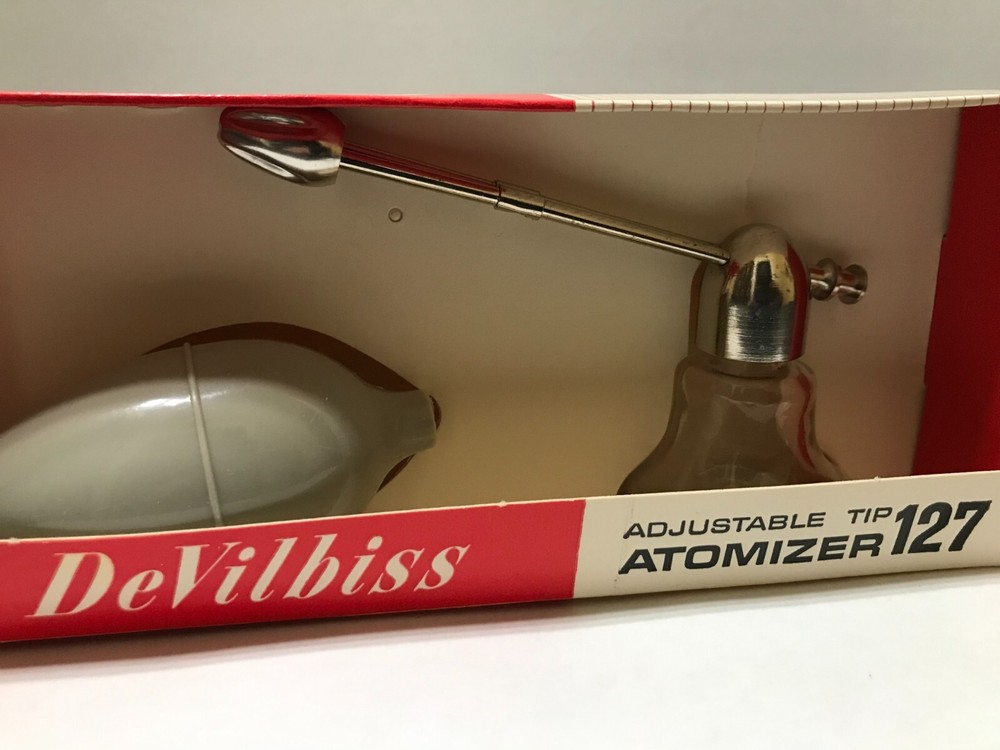 DeVilbiss
ADJUSTABLE TIP
ATOMIZER 127